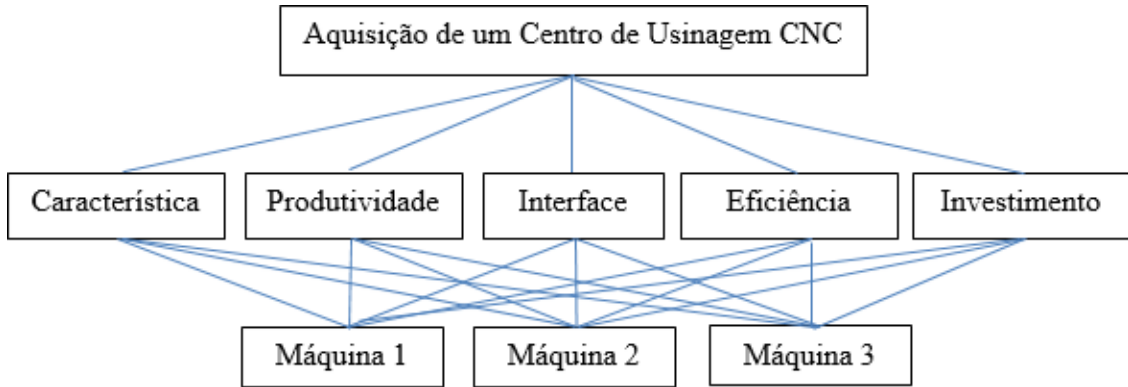 Aquisição de um Centro de Usinagem CNC
Característica
Produtividade
Interface
Eficiência
Investimento
Máquina 1
Máquina 2
Máquina 3